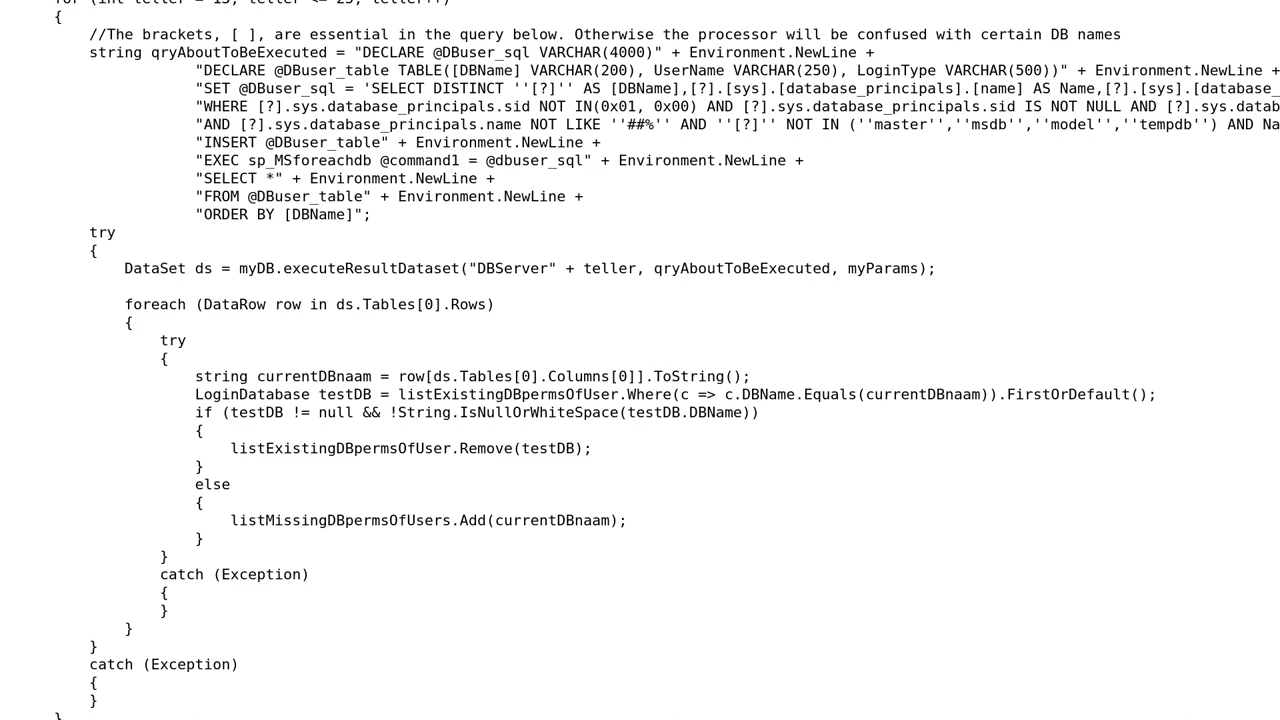 for (int teller = 15; teller <= 25; teller++)
{
//The brackets, [ ], are essential in the query below. Otherwise the processor will be confused with certain DB names
string qryAboutToBeExecuted = "DECLARE @DBuser_sql VARCHAR(4000)" + Environment.NewLine +
"DECLARE @DBuser_table TABLE([DBName] VARCHAR(200), UserName VARCHAR(250), LoginType VARCHAR(500))" + Environment.NewLine +
"SET @DBuser_sql = 'SELECT DISTINCT ''[?]'' AS [DBName],[?].[sys].[database_principals].[name] AS Name,[?].[sys].[database_
"WHERE [?].sys.database_principals.sid NOT IN(0x01, 0x00) AND [?].sys.database_principals.sid IS NOT NULL AND [?].sys.datab
"AND [?].sys.database_principals.name NOT LIKE ''##%'' AND ''[?]'' NOT IN (''master'',''msdb'',''model'',''tempdb'') AND Na
"INSERT @DBuser_table" + Environment.NewLine +
"EXEC sp_MSforeachdb @command1 = @dbuser_sql" + Environment.NewLine +
"SELECT *" + Environment.NewLine +
"FROM @DBuser_table" + Environment.NewLine +
"ORDER BY [DBName]";
try
{
DataSet ds = myDB.executeResultDataset("DBServer" + teller, qryAboutToBeExecuted, myParams);
foreach (DataRow row in ds.Tables[0].Rows)
{
try
{
string currentDBnaam = row[ds.Tables[0].Columns[0]].ToString();
LoginDatabase testDB = listExistingDBpermsOfUser.Where(c => c.DBName.Equals(currentDBnaam)).FirstOrDefault();
if (testDB != null && !String.IsNullOrWhiteSpace(testDB.DBName))
{
listExistingDBpermsOfUser.Remove(testDB);
}
else
{
listMissingDBpermsOfUsers.Add(currentDBnaam);
}
}
catch (Exception)
{
}
}
}
catch (Exception)
{
}
}